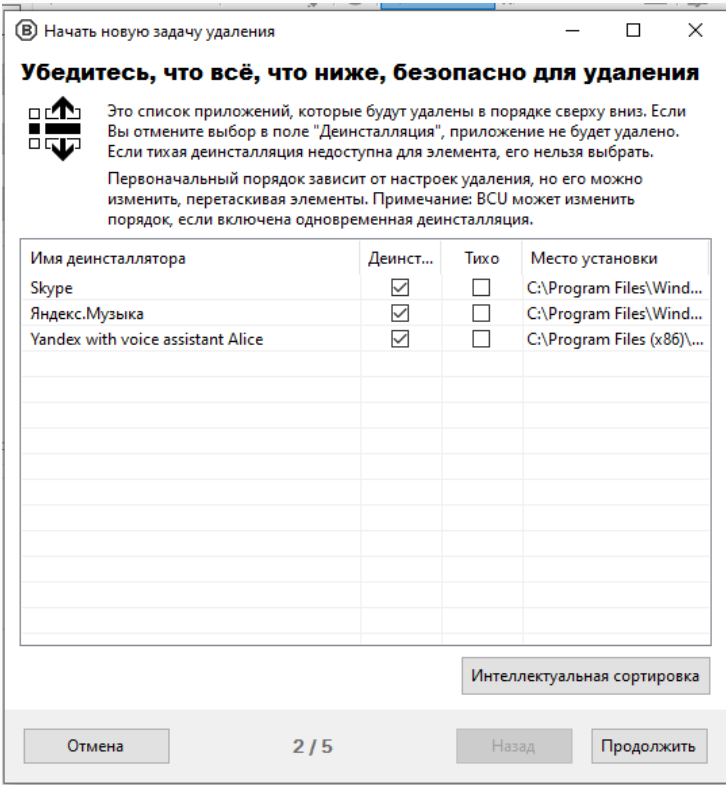 Начать новую задачу удаления
Убедитесь, что всё, что ниже, безопасно для удаления
Это список приложений, которые будут удалены в порядке сверху вниз. Если
Вы отмените выбор в поле "Деинсталляция", приложение не будет удалено.
Если тихая деинсталляция недоступна для элемента, его нельзя выбрать.
Первоначальный порядок зависит от настроек удаления, но его можно
изменить, перетаскивая элементы. Примечание: BCU может изменить
порядок, если включена одновременная деинсталляция.
Имя деинсталлятора Деинст... Тихо Место установки
Skype C:\Program Files\Wind...
Яндекс.Музыка C:\Program Files\Wind...
Yandex with voice assistant Alice C:\Program Files (x86)\...
Интеллектуальная сортировка
Отмена 2 / 5 Назад Продолжить